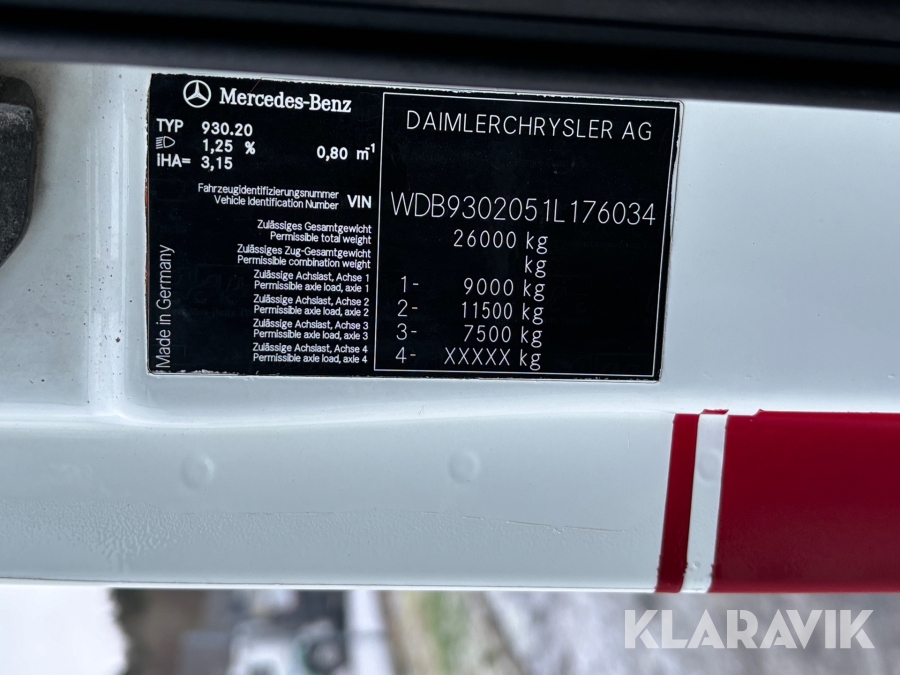 Mercedes-Benz
TYP 930.20
1,25 % 0,80 m⁻¹
IHA= 3,15
DAIMLERCHRYSLER AG
Fahrzeugidentifizierungsnummer
Vehicle Identification Number VIN WDB9302051L176034
Zulässiges Gesamtgewicht
Permissible total weight 26000 kg
Zulässiges Zug-Gesamtgewicht
Permissible combination weight kg
Zulässige Achslast, Achse 1
Permissible axle load, axle 1 1- 9000 kg
Zulässige Achslast, Achse 2
Permissible axle load, axle 2 2- 11500 kg
Zulässige Achslast, Achse 3
Permissible axle load, axle 3 3- 7500 kg
Zulässige Achslast, Achse 4
Permissible axle load, axle 4 4- XXXXX kg
Made in Germany
KLARAVIK